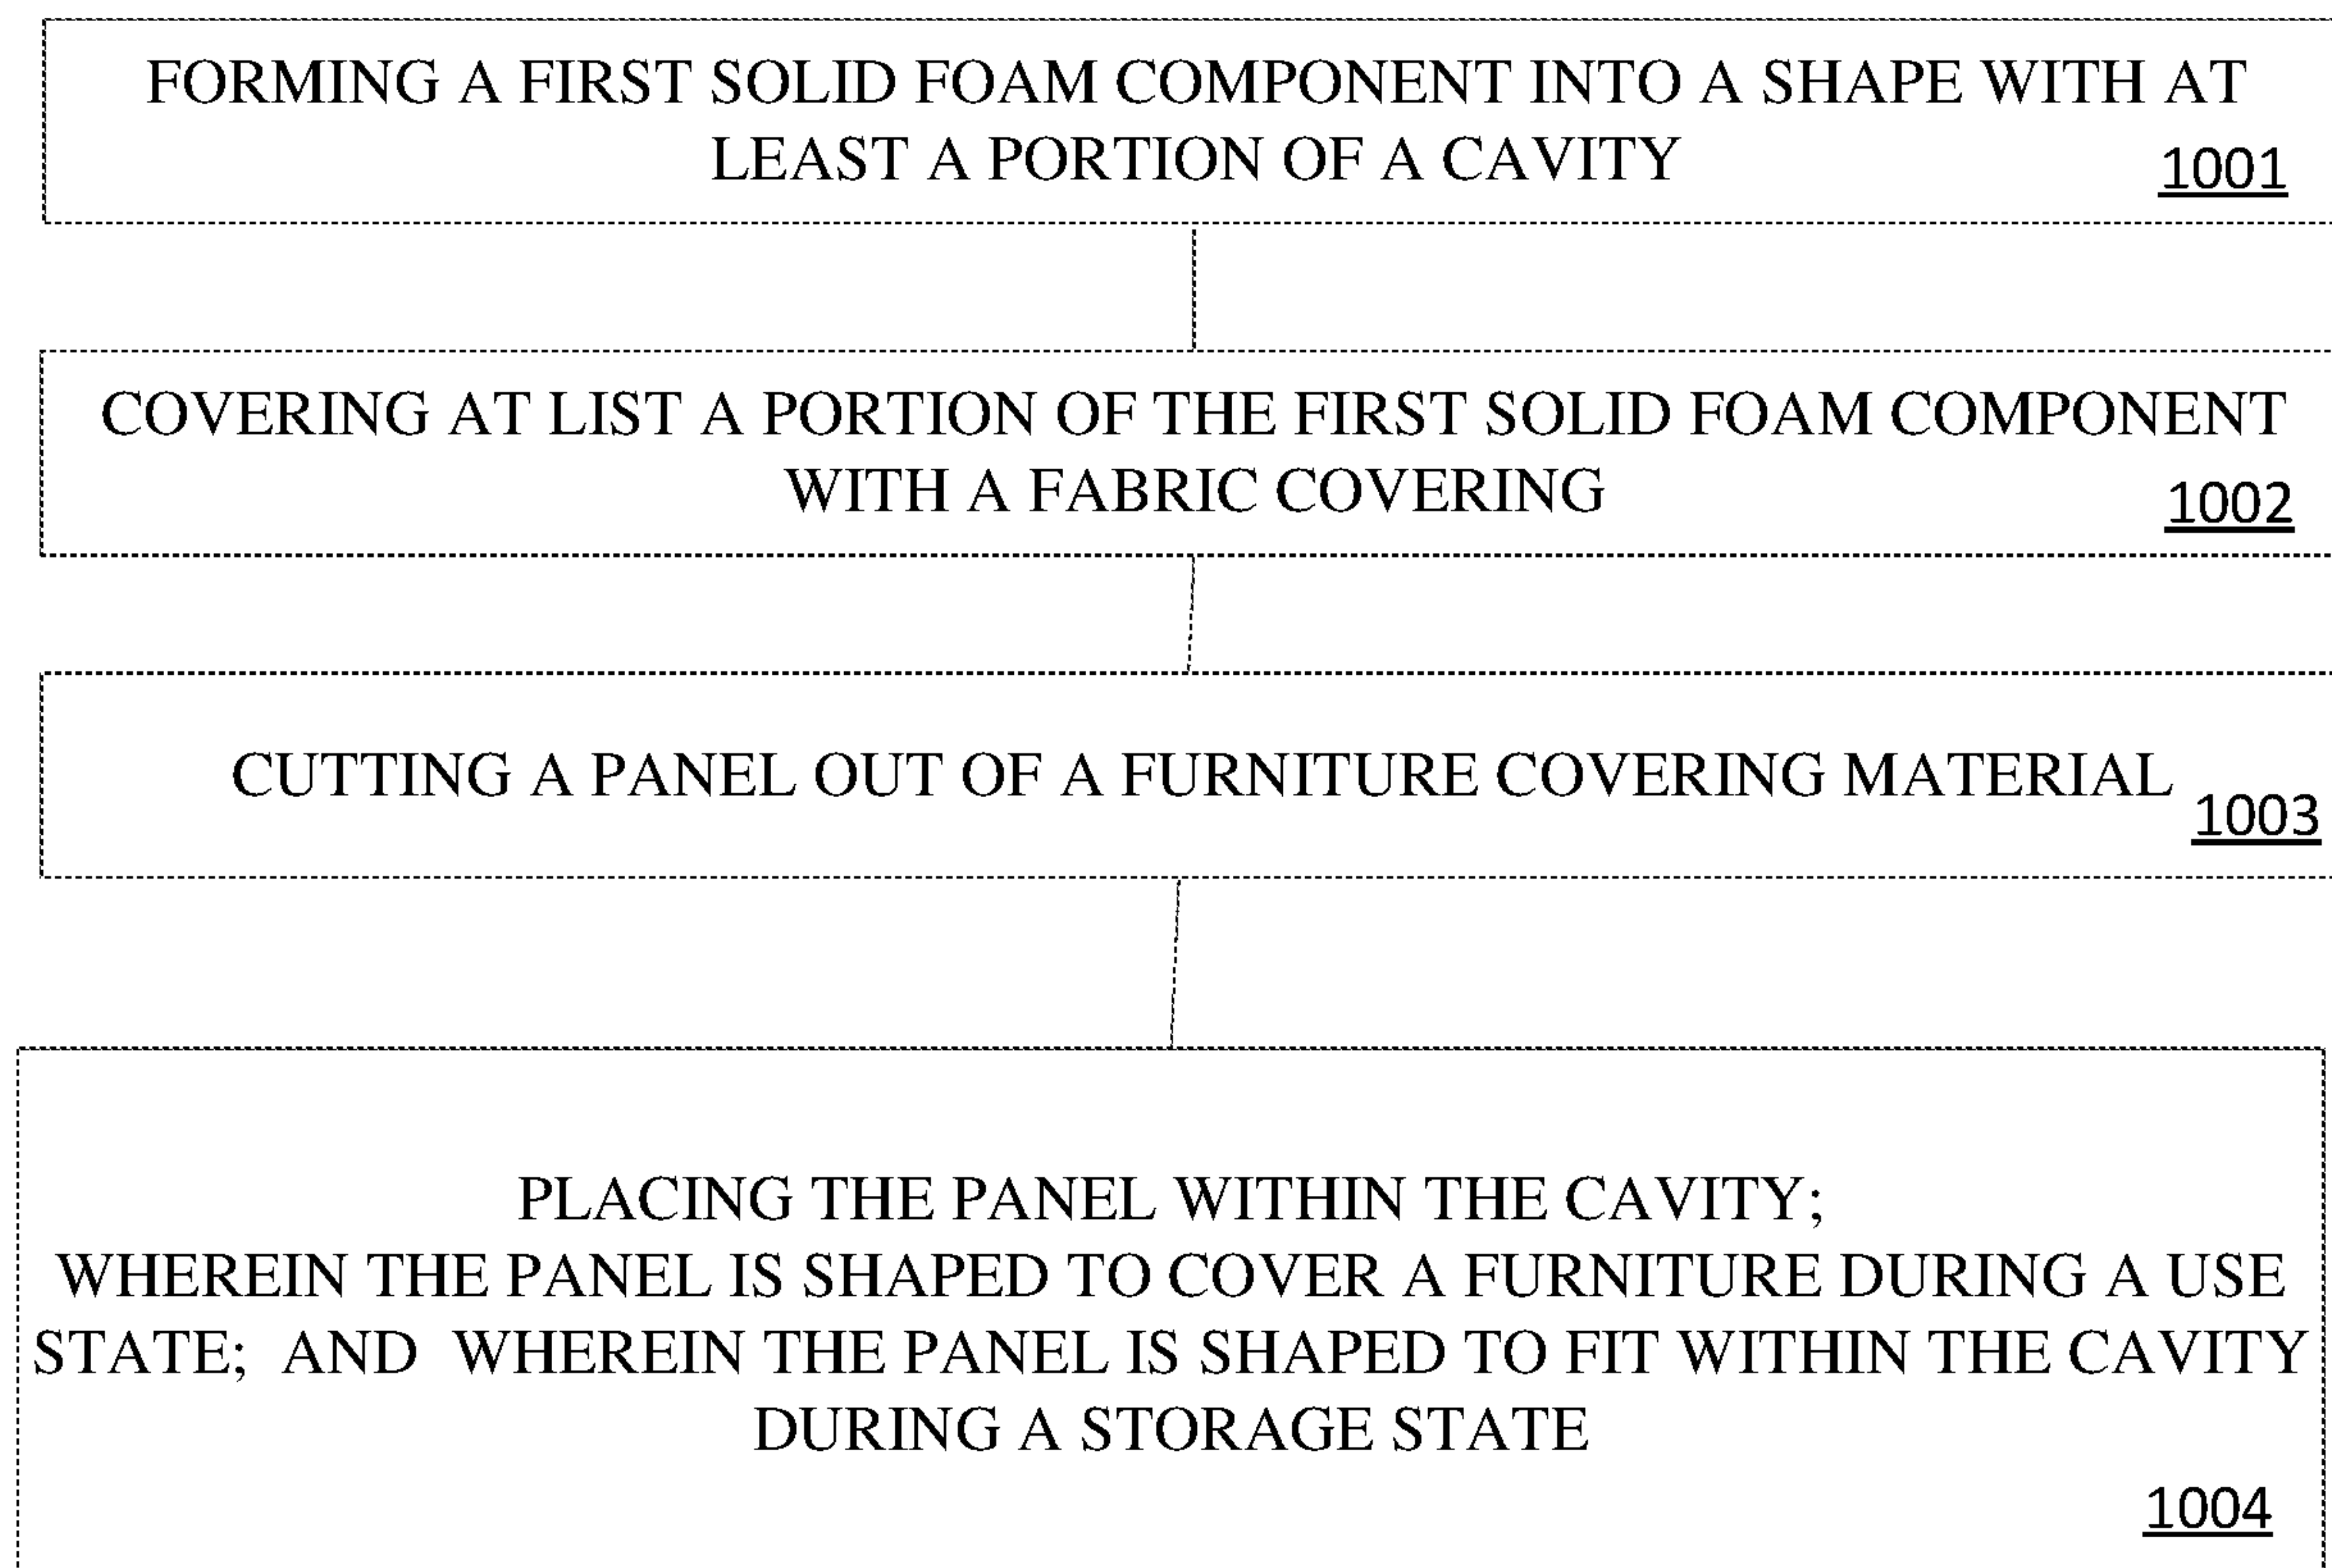 FORMING A FIRST SOLID FOAM COMPONENT INTO A SHAPE WITH AT
LEAST A PORTION OF A CAVITY
1001
COVERING AT LIST A PORTION OF THE FIRST SOLID FOAM COMPONENT
WITH A FABRIC COVERING
1002
CUTTING A PANEL OUT OF A FURNITURE COVERING MATERIAL
1003
PLACING THE PANEL WITHIN THE CAVITY;
WHEREIN THE PANEL IS SHAPED TO COVER A FURNITURE DURING A USE
STATE; AND WHEREIN THE PANEL IS SHAPED TO FIT WITHIN THE CAVITY
DURING A STORAGE STATE
1004